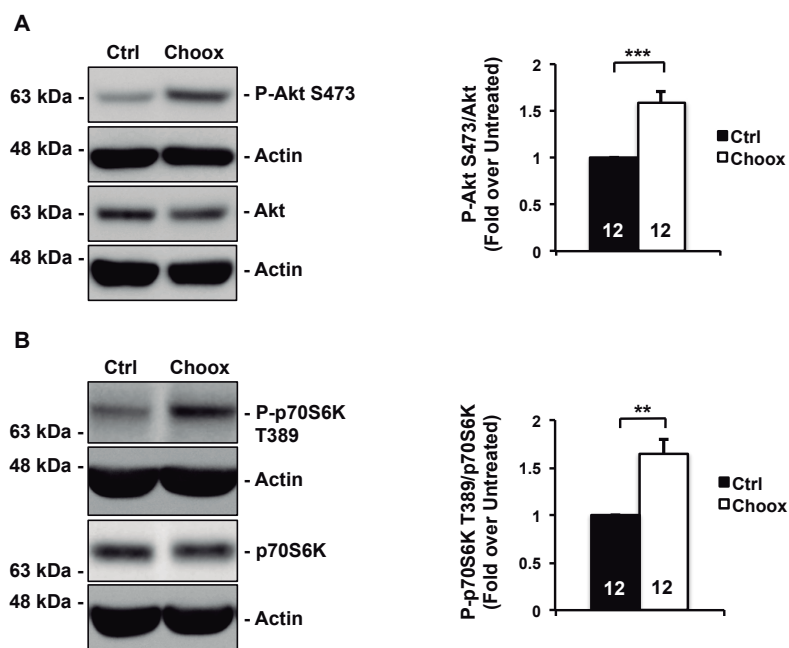 A
Ctrl Choox
63 kDa - - P-Akt S473
48 kDa - - Actin
63 kDa - - Akt
48 kDa - - Actin
P-Akt S473/Akt
(Fold over Untreated)
2
1.5
1
0.5
0
***
12 12
Ctrl
Choox
B
Ctrl Choox
- P-p70S6K
T389
63 kDa -
48 kDa - - Actin
- p70S6K
63 kDa -
48 kDa - - Actin
P-p70S6K T389/p70S6K
(Fold over Untreated)
2
1.5
1
0.5
0
**
12 12
Ctrl
Choox